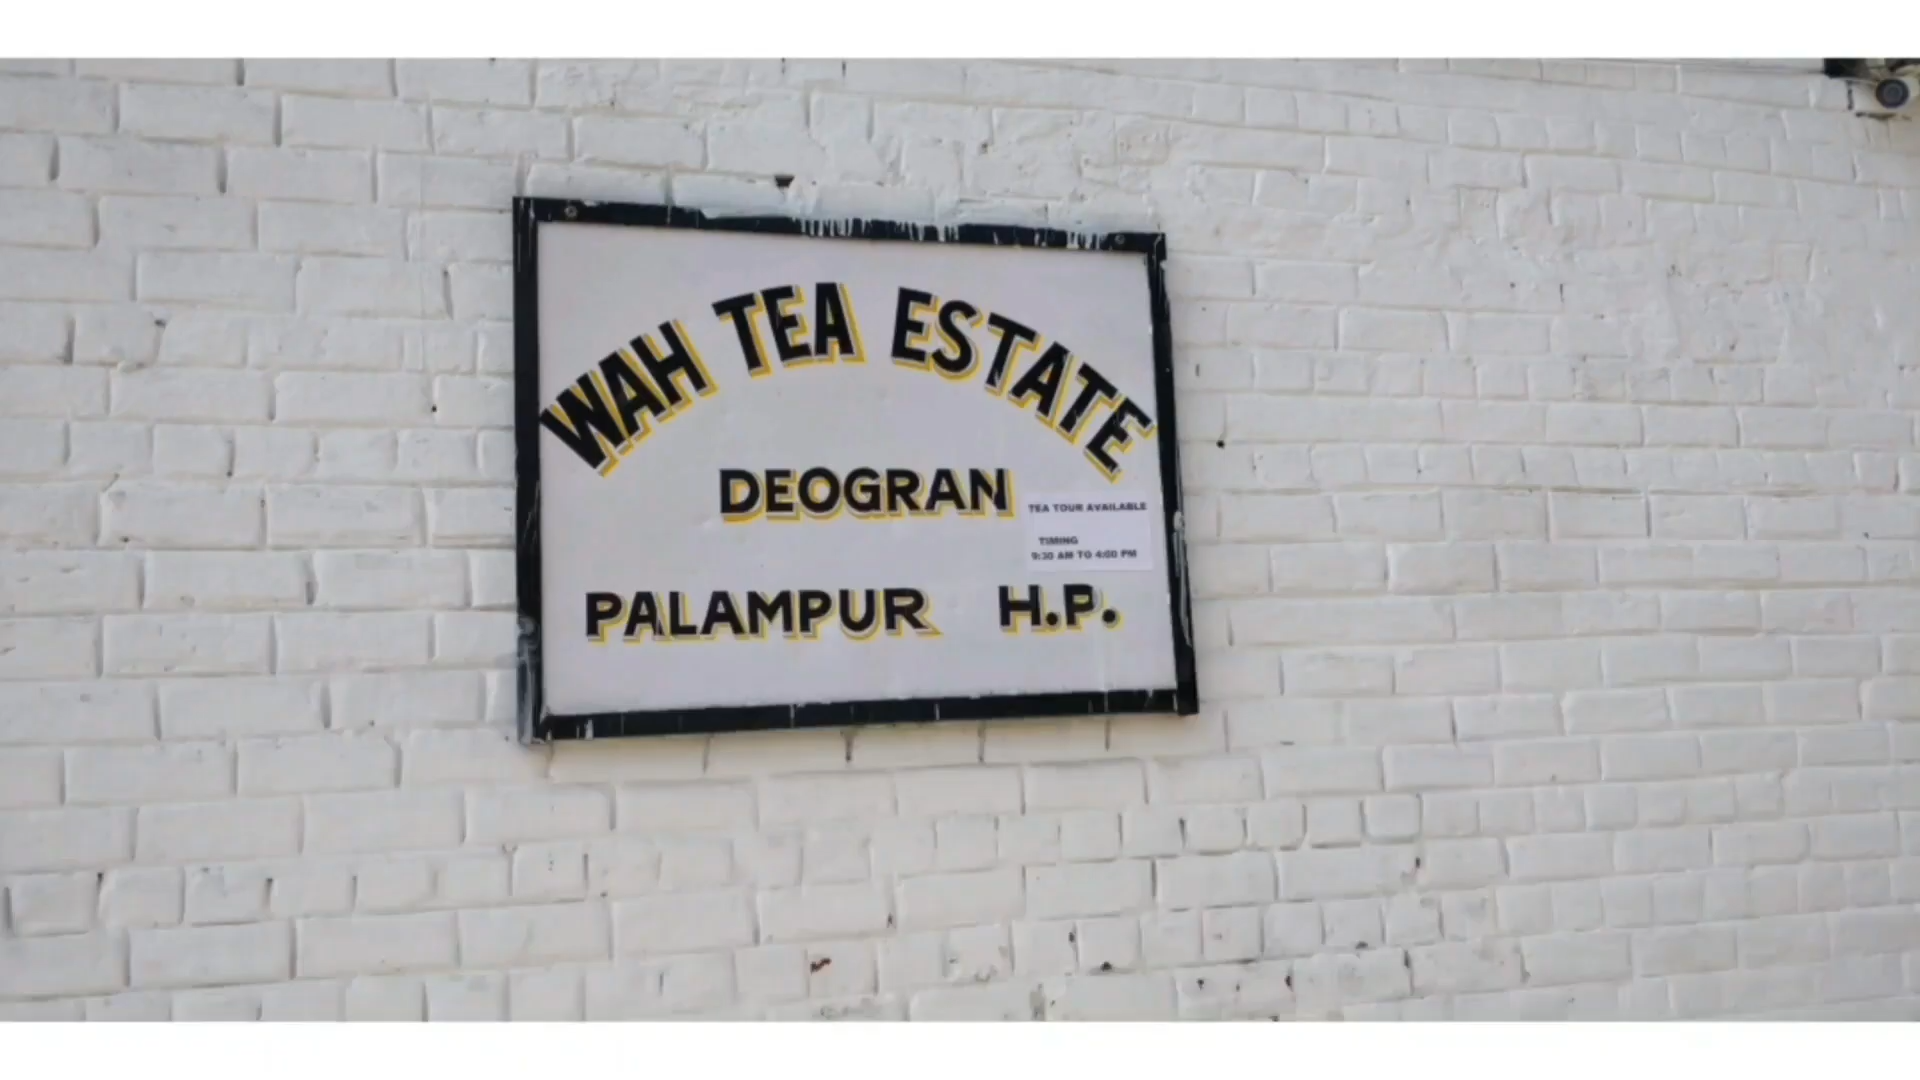 WAH TEA ESTATE
DEOGRAN
TEA TOUR AVAILABLE
TIMING
9:30 AM TO 4:00 PM
PALAMPUR H.P.